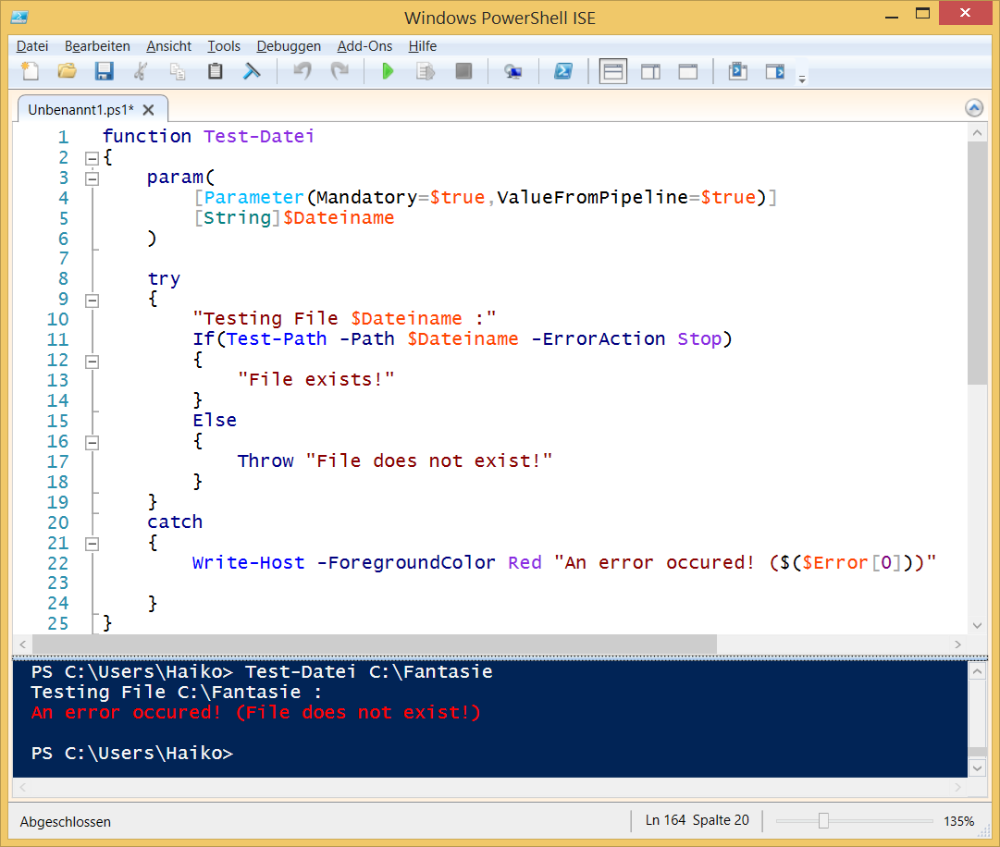 Windows PowerShell ISE
Datei Bearbeiten Ansicht Tools Debuggen Add-Ons Hilfe
Unbenannt1.ps1*
1 function Test-Datei
2 {
3 param(
4 [Parameter(Mandatory=$true,ValueFromPipeline=$true)]
5 [String]$Dateiname
6 )
7
8 try
9 {
10 "Testing File $Dateiname :"
11 If(Test-Path -Path $Dateiname -ErrorAction Stop)
12 {
13 "File exists!"
14 }
15 Else
16 {
17 Throw "File does not exist!"
18 }
19 }
20 catch
21 {
22 Write-Host -ForegroundColor Red "An error occured! ($($Error[0]))"
23
24 }
25 }
PS C:\Users\Haiko> Test-Datei C:\Fantasie
Testing File C:\Fantasie :
An error occured! (File does not exist!)
PS C:\Users\Haiko>
Abgeschlossen Ln 164 Spalte 20 135%